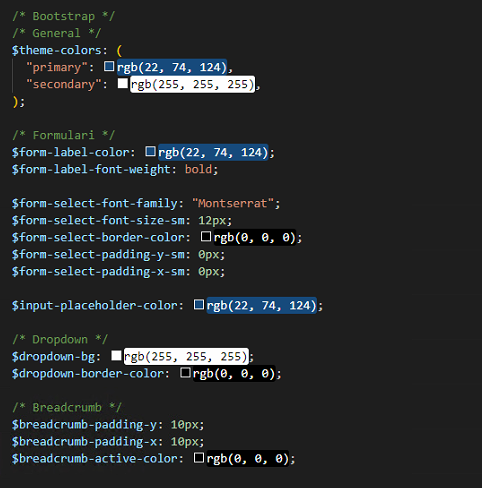 /* Bootstrap */
/* General */
$theme-colors: (
  "primary": rgb(22, 74, 124),
  "secondary": rgb(255, 255, 255),
);

/* Formulari */
$form-label-color: rgb(22, 74, 124);
$form-label-font-weight: bold;

$form-select-font-family: "Montserrat";
$form-select-font-size-sm: 12px;
$form-select-border-color: rgb(0, 0, 0);
$form-select-padding-y-sm: 0px;
$form-select-padding-x-sm: 0px;

$input-placeholder-color: rgb(22, 74, 124);

/* Dropdown */
$dropdown-bg: rgb(255, 255, 255);
$dropdown-border-color: rgb(0, 0, 0);

/* Breadcrumb */
$breadcrumb-padding-y: 10px;
$breadcrumb-padding-x: 10px;
$breadcrumb-active-color: rgb(0, 0, 0);